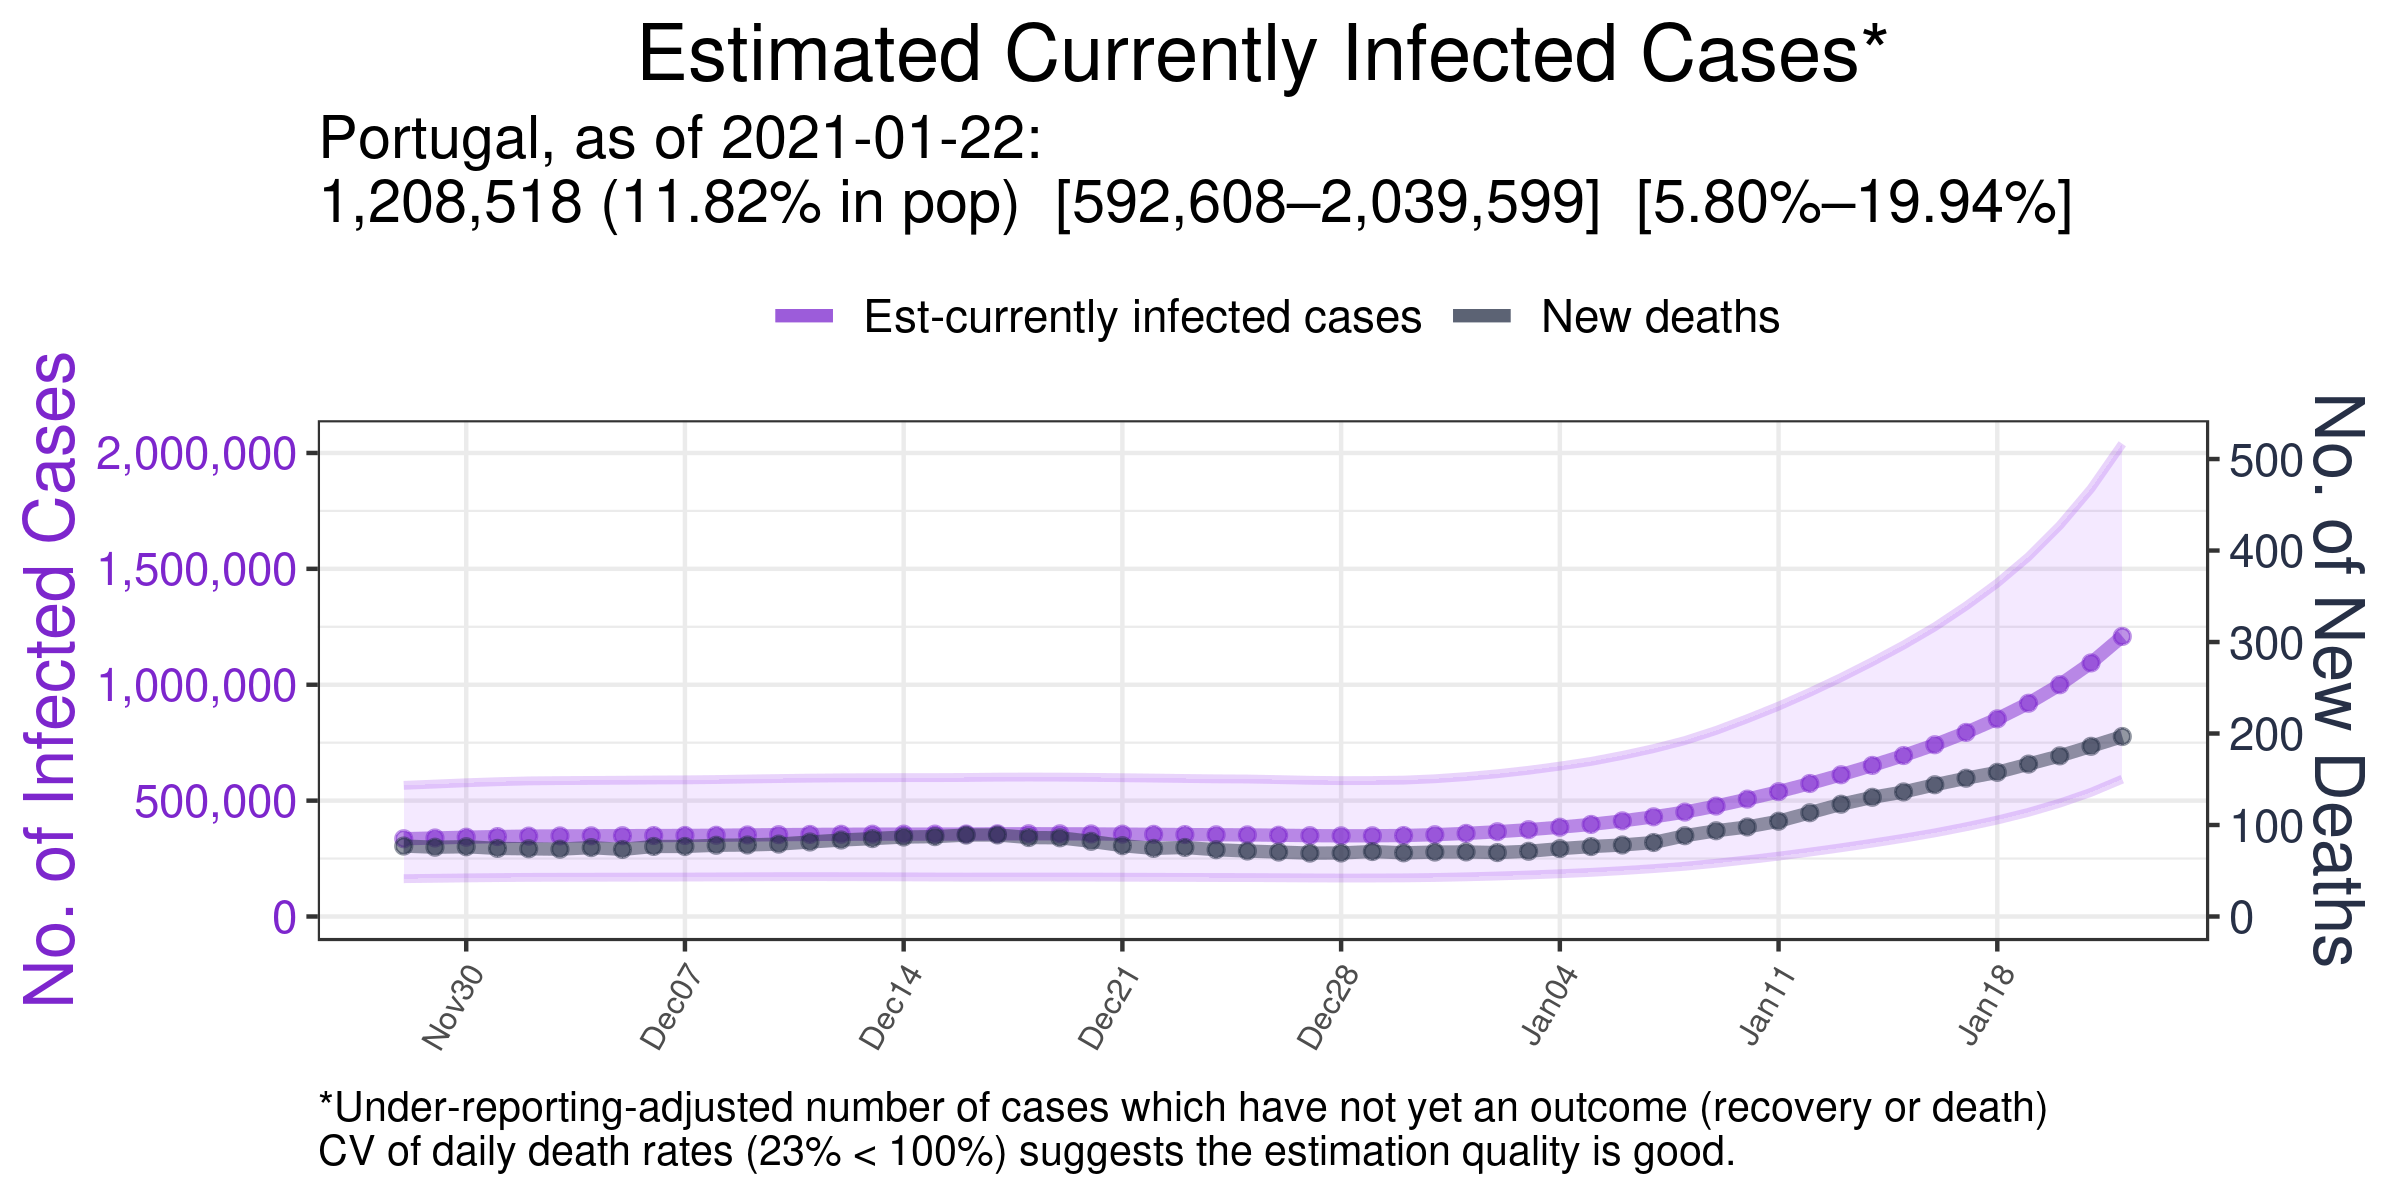 Estimated Currently Infected Cases*
Portugal, as of 2021-01-22:
1,208,518 (11.82% in pop)  [592,608–2,039,599]  [5.80%–19.94%]
Est-currently infected cases
New deaths
No. of Infected Cases
2,000,000
1,500,000
1,000,000
500,000
0
500
400
300
200
100
0
No. of New Deaths
Nov30
Dec07
Dec14
Dec21
Dec28
Jan04
Jan11
Jan18
*Under-reporting-adjusted number of cases which have not yet an outcome (recovery or death)
CV of daily death rates (23% < 100%) suggests the estimation quality is good.